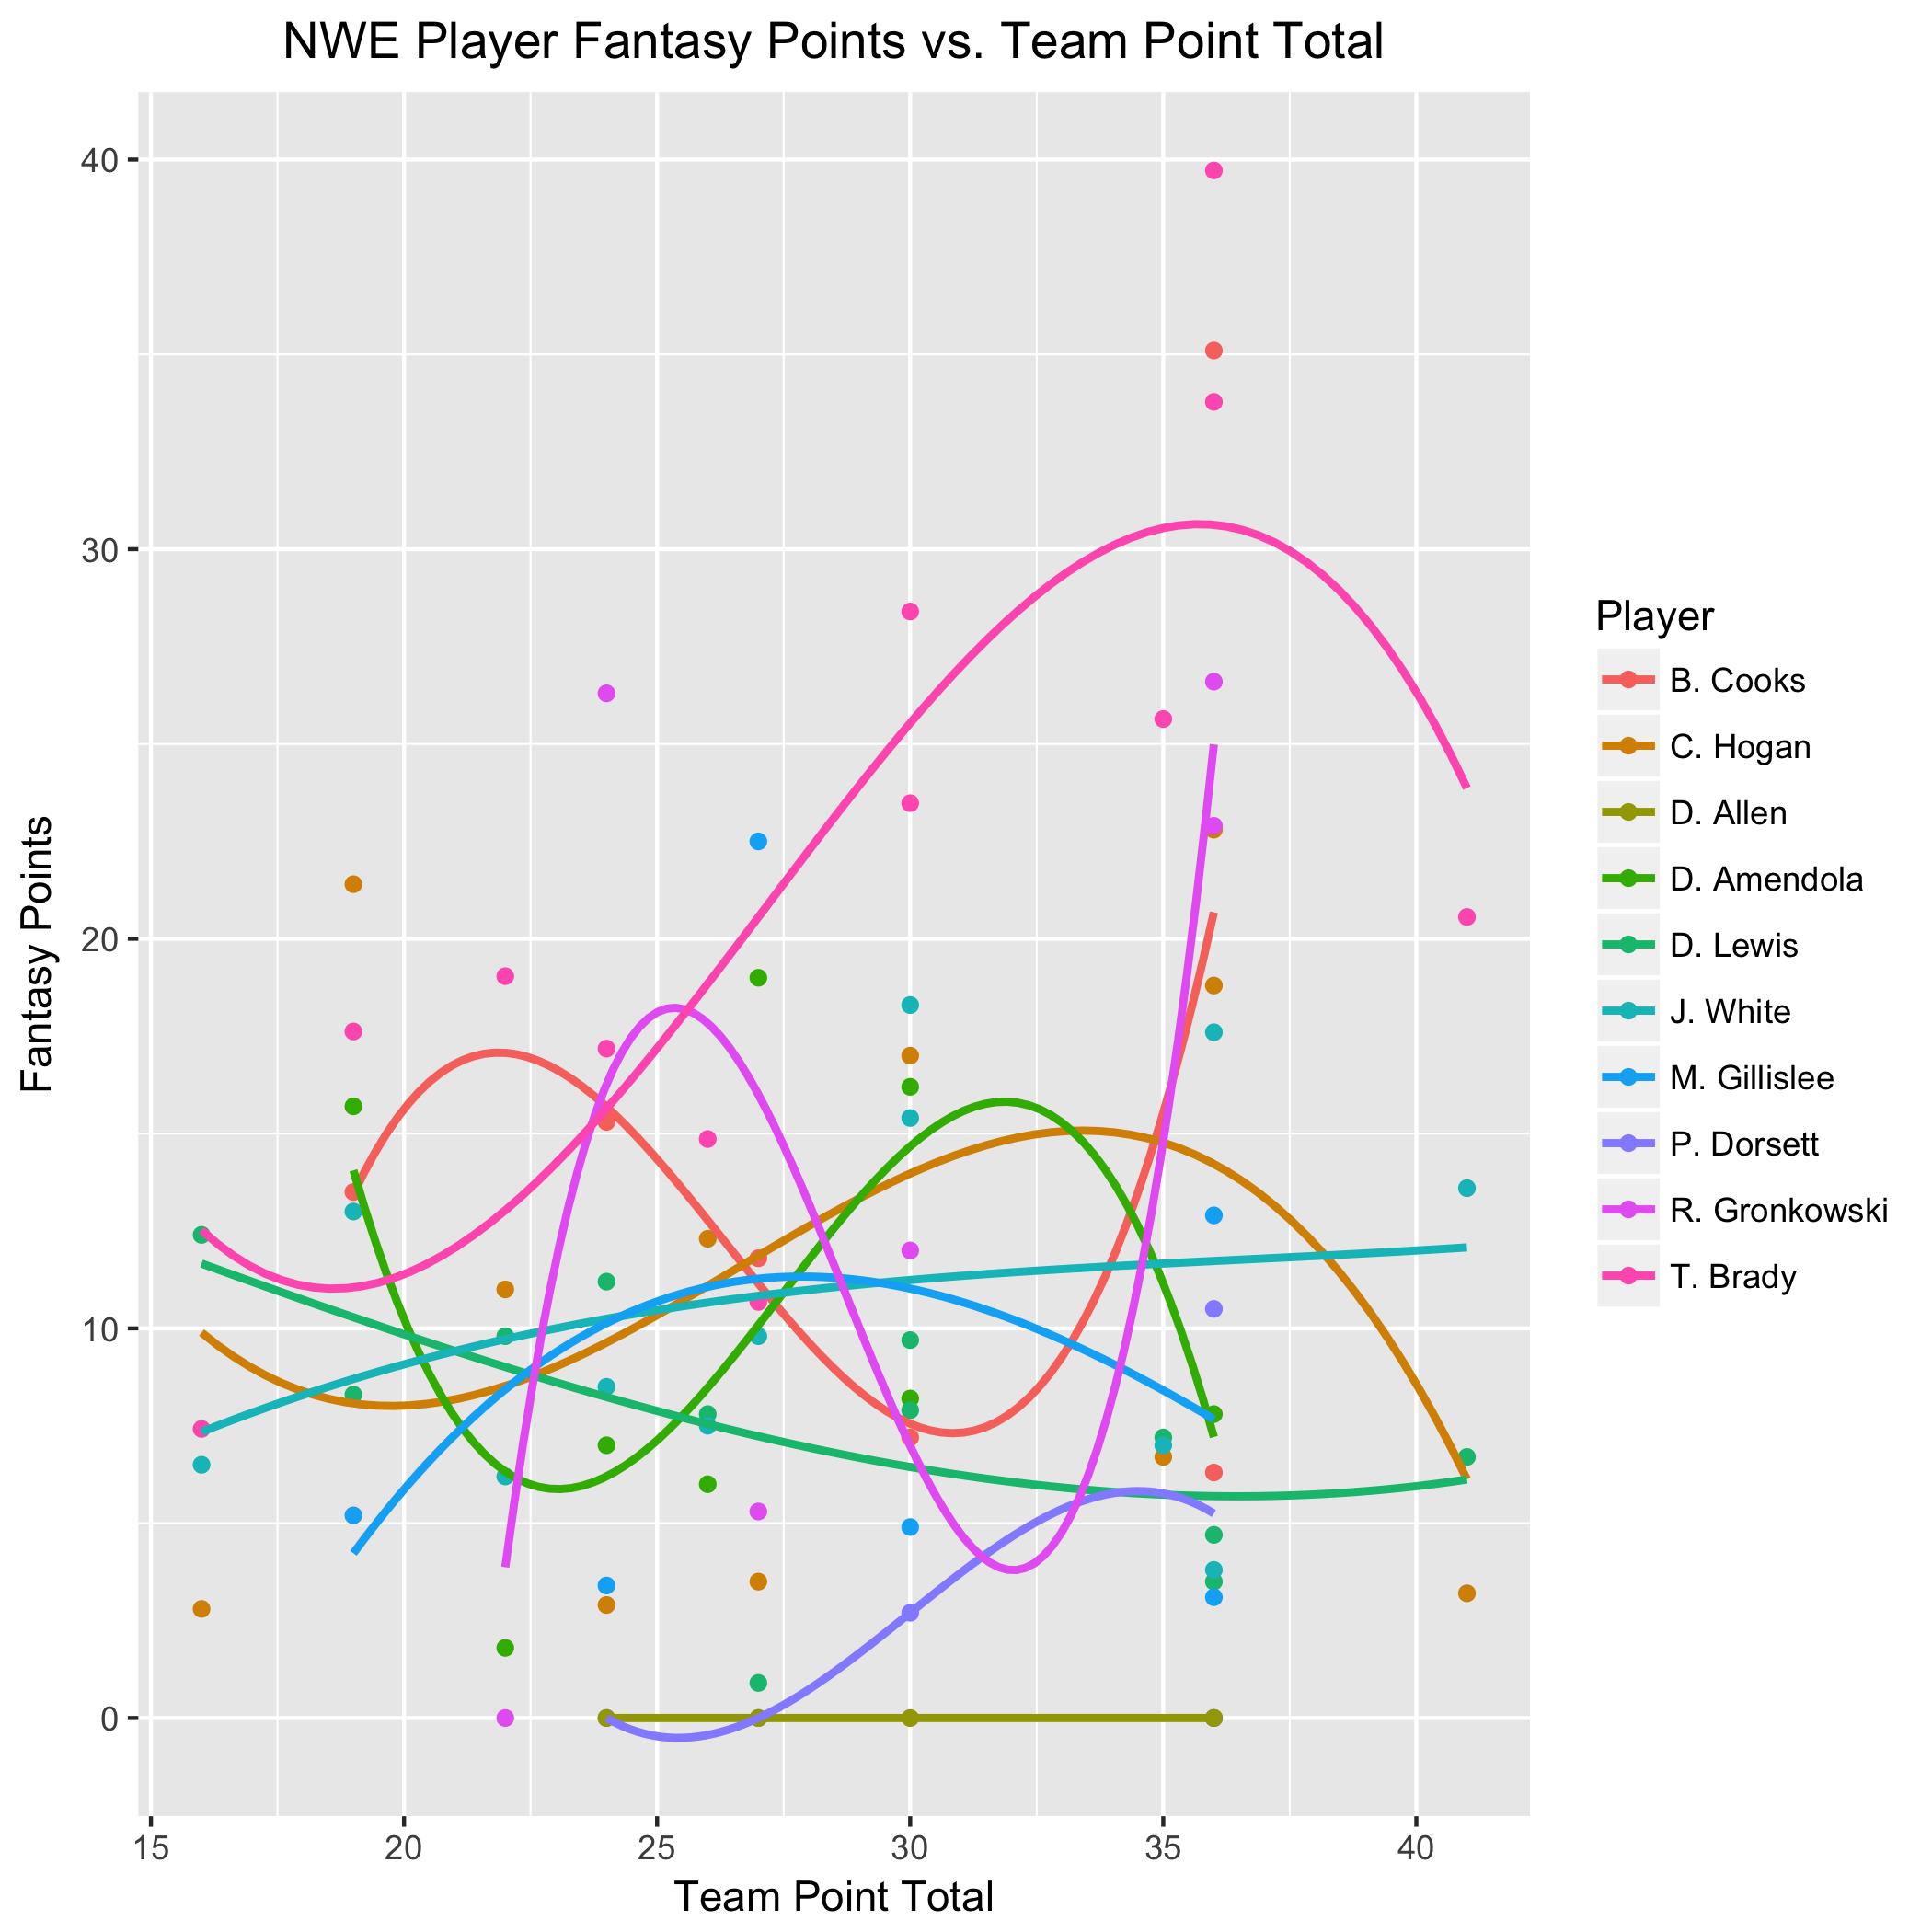 NWE Player Fantasy Points vs. Team Point Total
40
30
20
10
0
Fantasy Points
15 20 25 30 35 40
Team Point Total
Player
B. Cooks
C. Hogan
D. Allen
D. Amendola
D. Lewis
J. White
M. Gillislee
P. Dorsett
R. Gronkowski
T. Brady